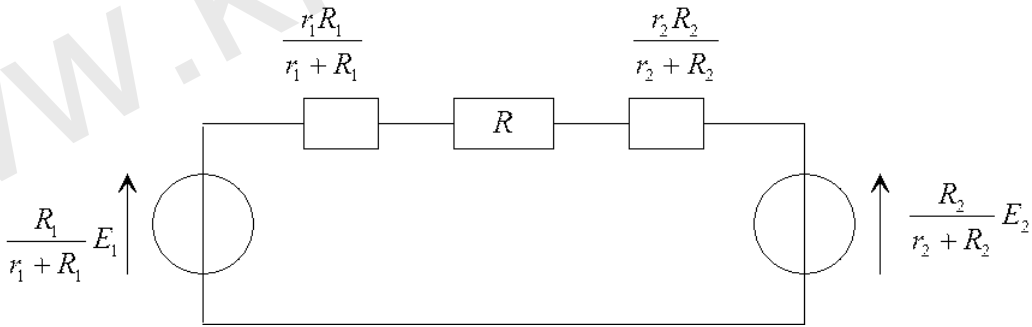 W.K
r₁R₁ / (r₁ + R₁)
r₂R₂ / (r₂ + R₂)
R
R₁ / (r₁ + R₁) E₁
R₂ / (r₂ + R₂) E₂